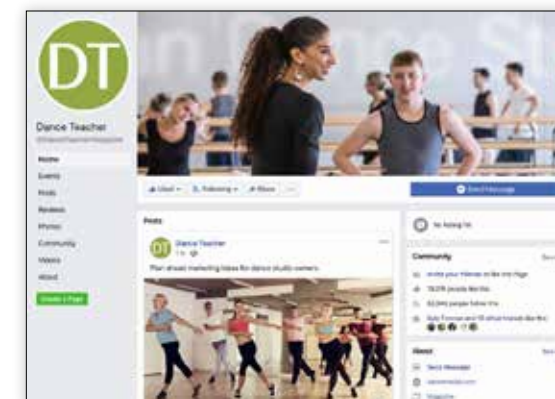 DT
Dance Teacher
Home
Events
Posts
Reviews
Photos
Community
Videos
About
Create a Page
Liked
Following
Share
Send Message
Posts
DT
Dance Teacher
Plan ahead marketing ideas for dance studio owners.
Community
Invite your friends to like this Page
people like this
people follow this
About
Send Message
Magazine